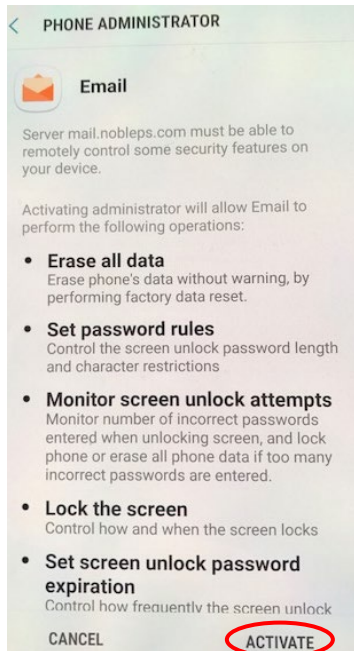 < PHONE ADMINISTRATOR
Email
Server mail.nobleps.com must be able to
remotely control some security features on
your device.
Activating administrator will allow Email to
perform the following operations:
• Erase all data
Erase phone's data without warning, by
performing factory data reset.
• Set password rules
Control the screen unlock password length
and character restrictions
• Monitor screen unlock attempts
Monitor number of incorrect passwords
entered when unlocking screen, and lock
phone or erase all phone data if too many
incorrect passwords are entered.
• Lock the screen
Control how and when the screen locks
• Set screen unlock password
expiration
Control how frequently the screen unlock
CANCEL ACTIVATE